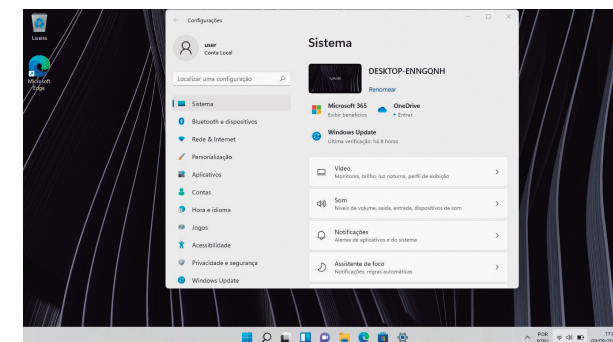 Lixeira
Microsoft
Edge
Configurações
user
Conta Local
Localizar uma configuração
Sistema
Bluetooth e dispositivos
Rede & Internet
Personalização
Aplicativos
Contas
Hora e idioma
Jogos
Acessibilidade
Privacidade e segurança
Windows Update
Sistema
VAIO
DESKTOP-ENNGQNH
Renomear
Microsoft 365
Exibir benefícios
OneDrive
• Entrar
Windows Update
Última verificação: há 8 horas
Vídeo
Monitores, brilho, luz noturna, perfil de exibição
Som
Níveis de volume, saída, entrada, dispositivos de som
Notificações
Alertas de aplicativos e do sistema
Assistente de foco
Notificações, regras automáticas
POR
PTB2